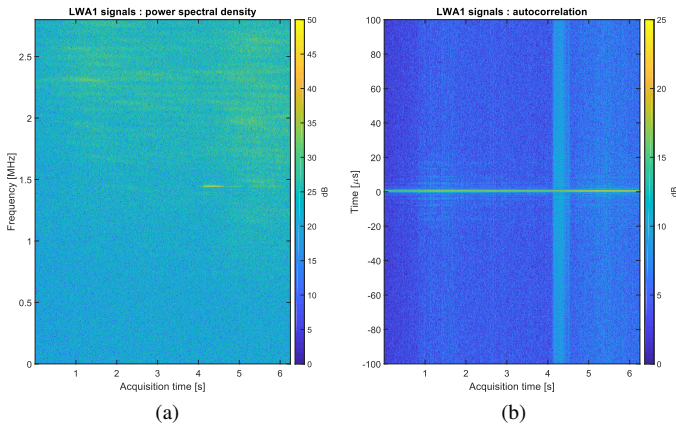 LWA1 signals : power spectral density
2.5
2
1.5
1
0.5
0
Frequency [MHz]
1 2 3 4 5 6
Acquisition time [s]
50
45
40
35
30
25
20
15
10
5
0
dB
(a)
LWA1 signals : autocorrelation
100
80
60
40
20
0
-20
-40
-60
-80
-100
Time [μs]
1 2 3 4 5 6
Acquisition time [s]
25
20
15
10
5
0
dB
(b)